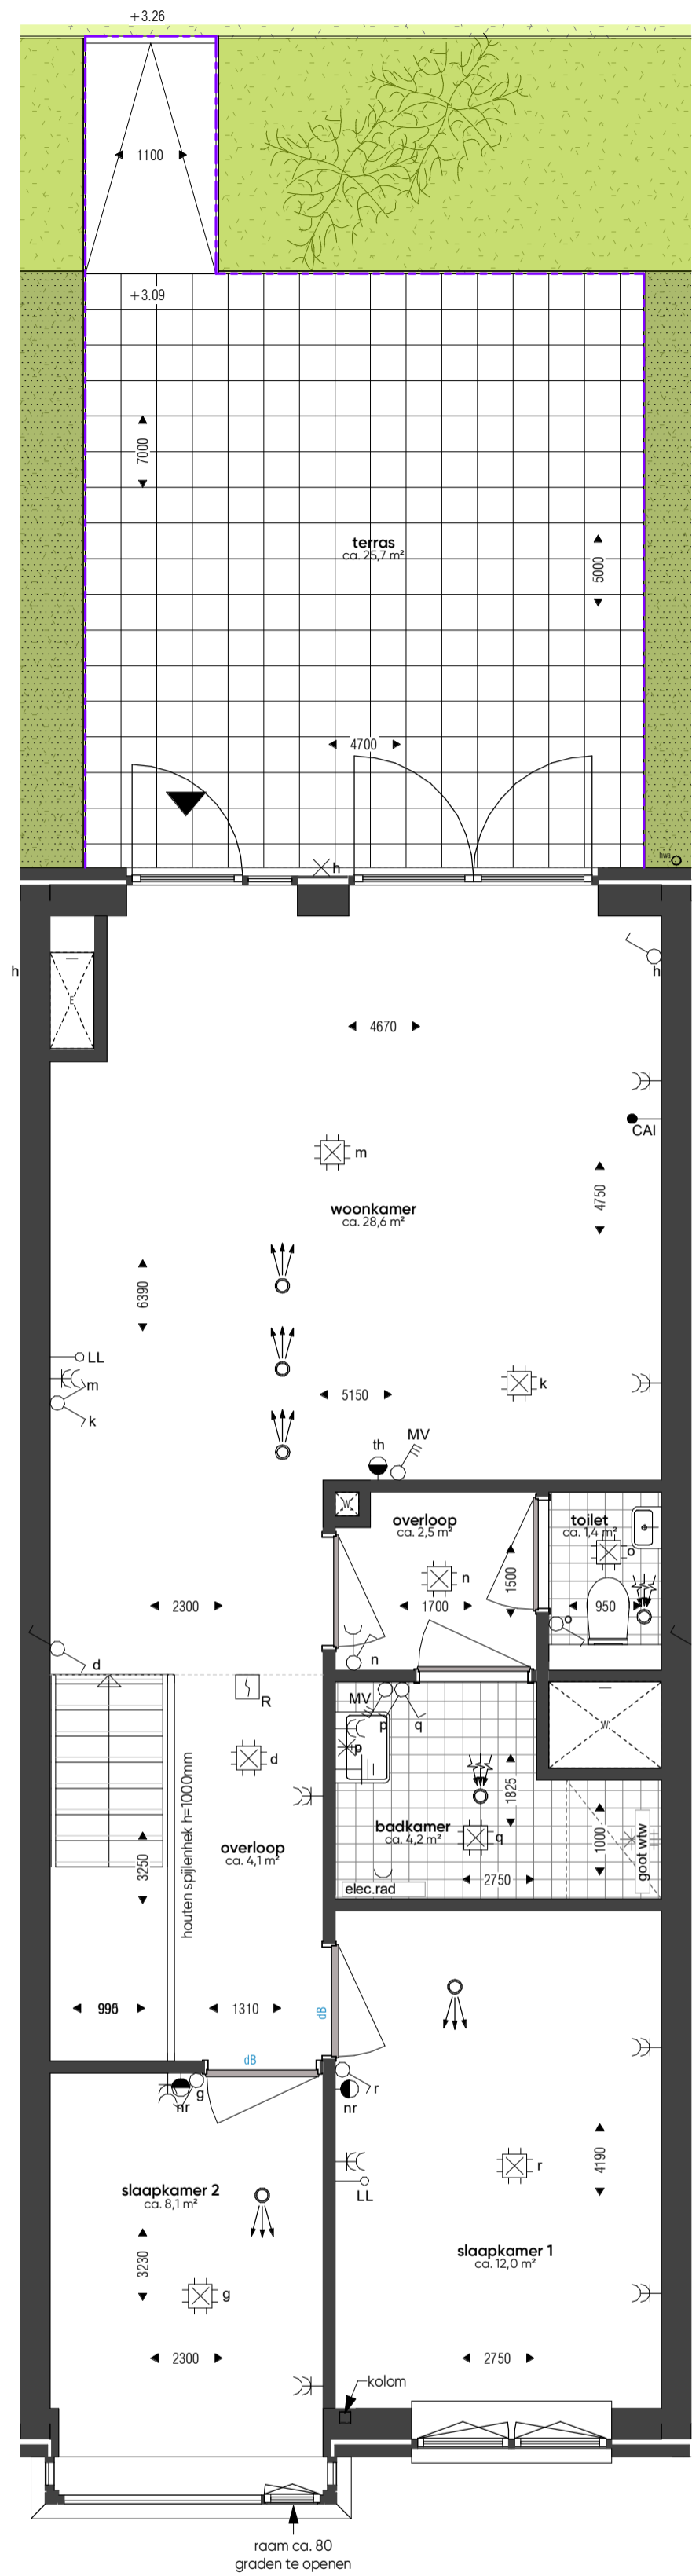 +3.26
1100
+3.09
7000
terras
ca. 25,7 m²
5000
4700
h
h
h
E
4670
CAI
m
woonkamer
ca. 28,6 m²
4750
6390
LL
m
k
k
5150
th
MV
W
overloop
ca. 2,5 m²
toilet
ca. 1,4 m²
o
n
1500
1700
2300
950
o
n
d
R
MV
p
q
W
p
d
houten spijlenhek h=1000mm
overloop
ca. 4,1 m²
badkamer
ca. 4,2 m²
q
1825
1000
goot wtw
3250
2750
elec.rad
995
1310
dB
dB
g
nr
r
nr
slaapkamer 2
ca. 8,1 m²
LL
r
4190
3230
g
slaapkamer 1
ca. 12,0 m²
2300
2750
kolom
raam ca. 80
graden te openen